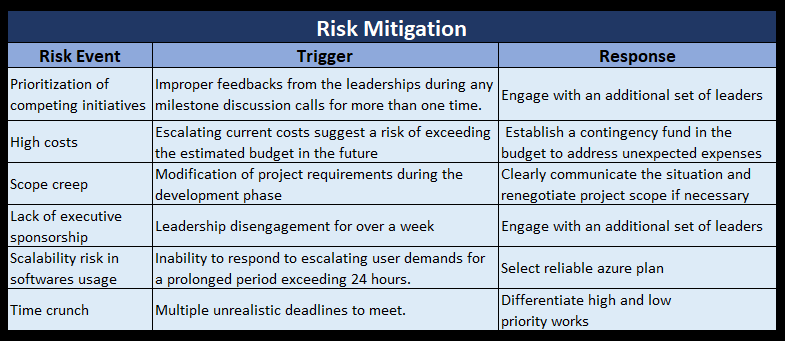 Risk Mitigation
Risk Event
Trigger
Response
Prioritization of
competing initiatives
Improper feedbacks from the leaderships during any
milestone discussion calls for more than one time.
Engage with an additional set of leaders
High costs
Escalating current costs suggest a risk of exceeding
the estimated budget in the future
Establish a contingency fund in the
budget to address unexpected expenses
Scope creep
Modification of project requirements during the
development phase
Clearly communicate the situation and
renegotiate project scope if necessary
Lack of executive
sponsorship
Leadership disengagement for over a week
Engage with an additional set of leaders
Scalability risk in
softwares usage
Inability to respond to escalating user demands for
a prolonged period exceeding 24 hours.
Select reliable azure plan
Time crunch
Multiple unrealistic deadlines to meet.
Differentiate high and low
priority works